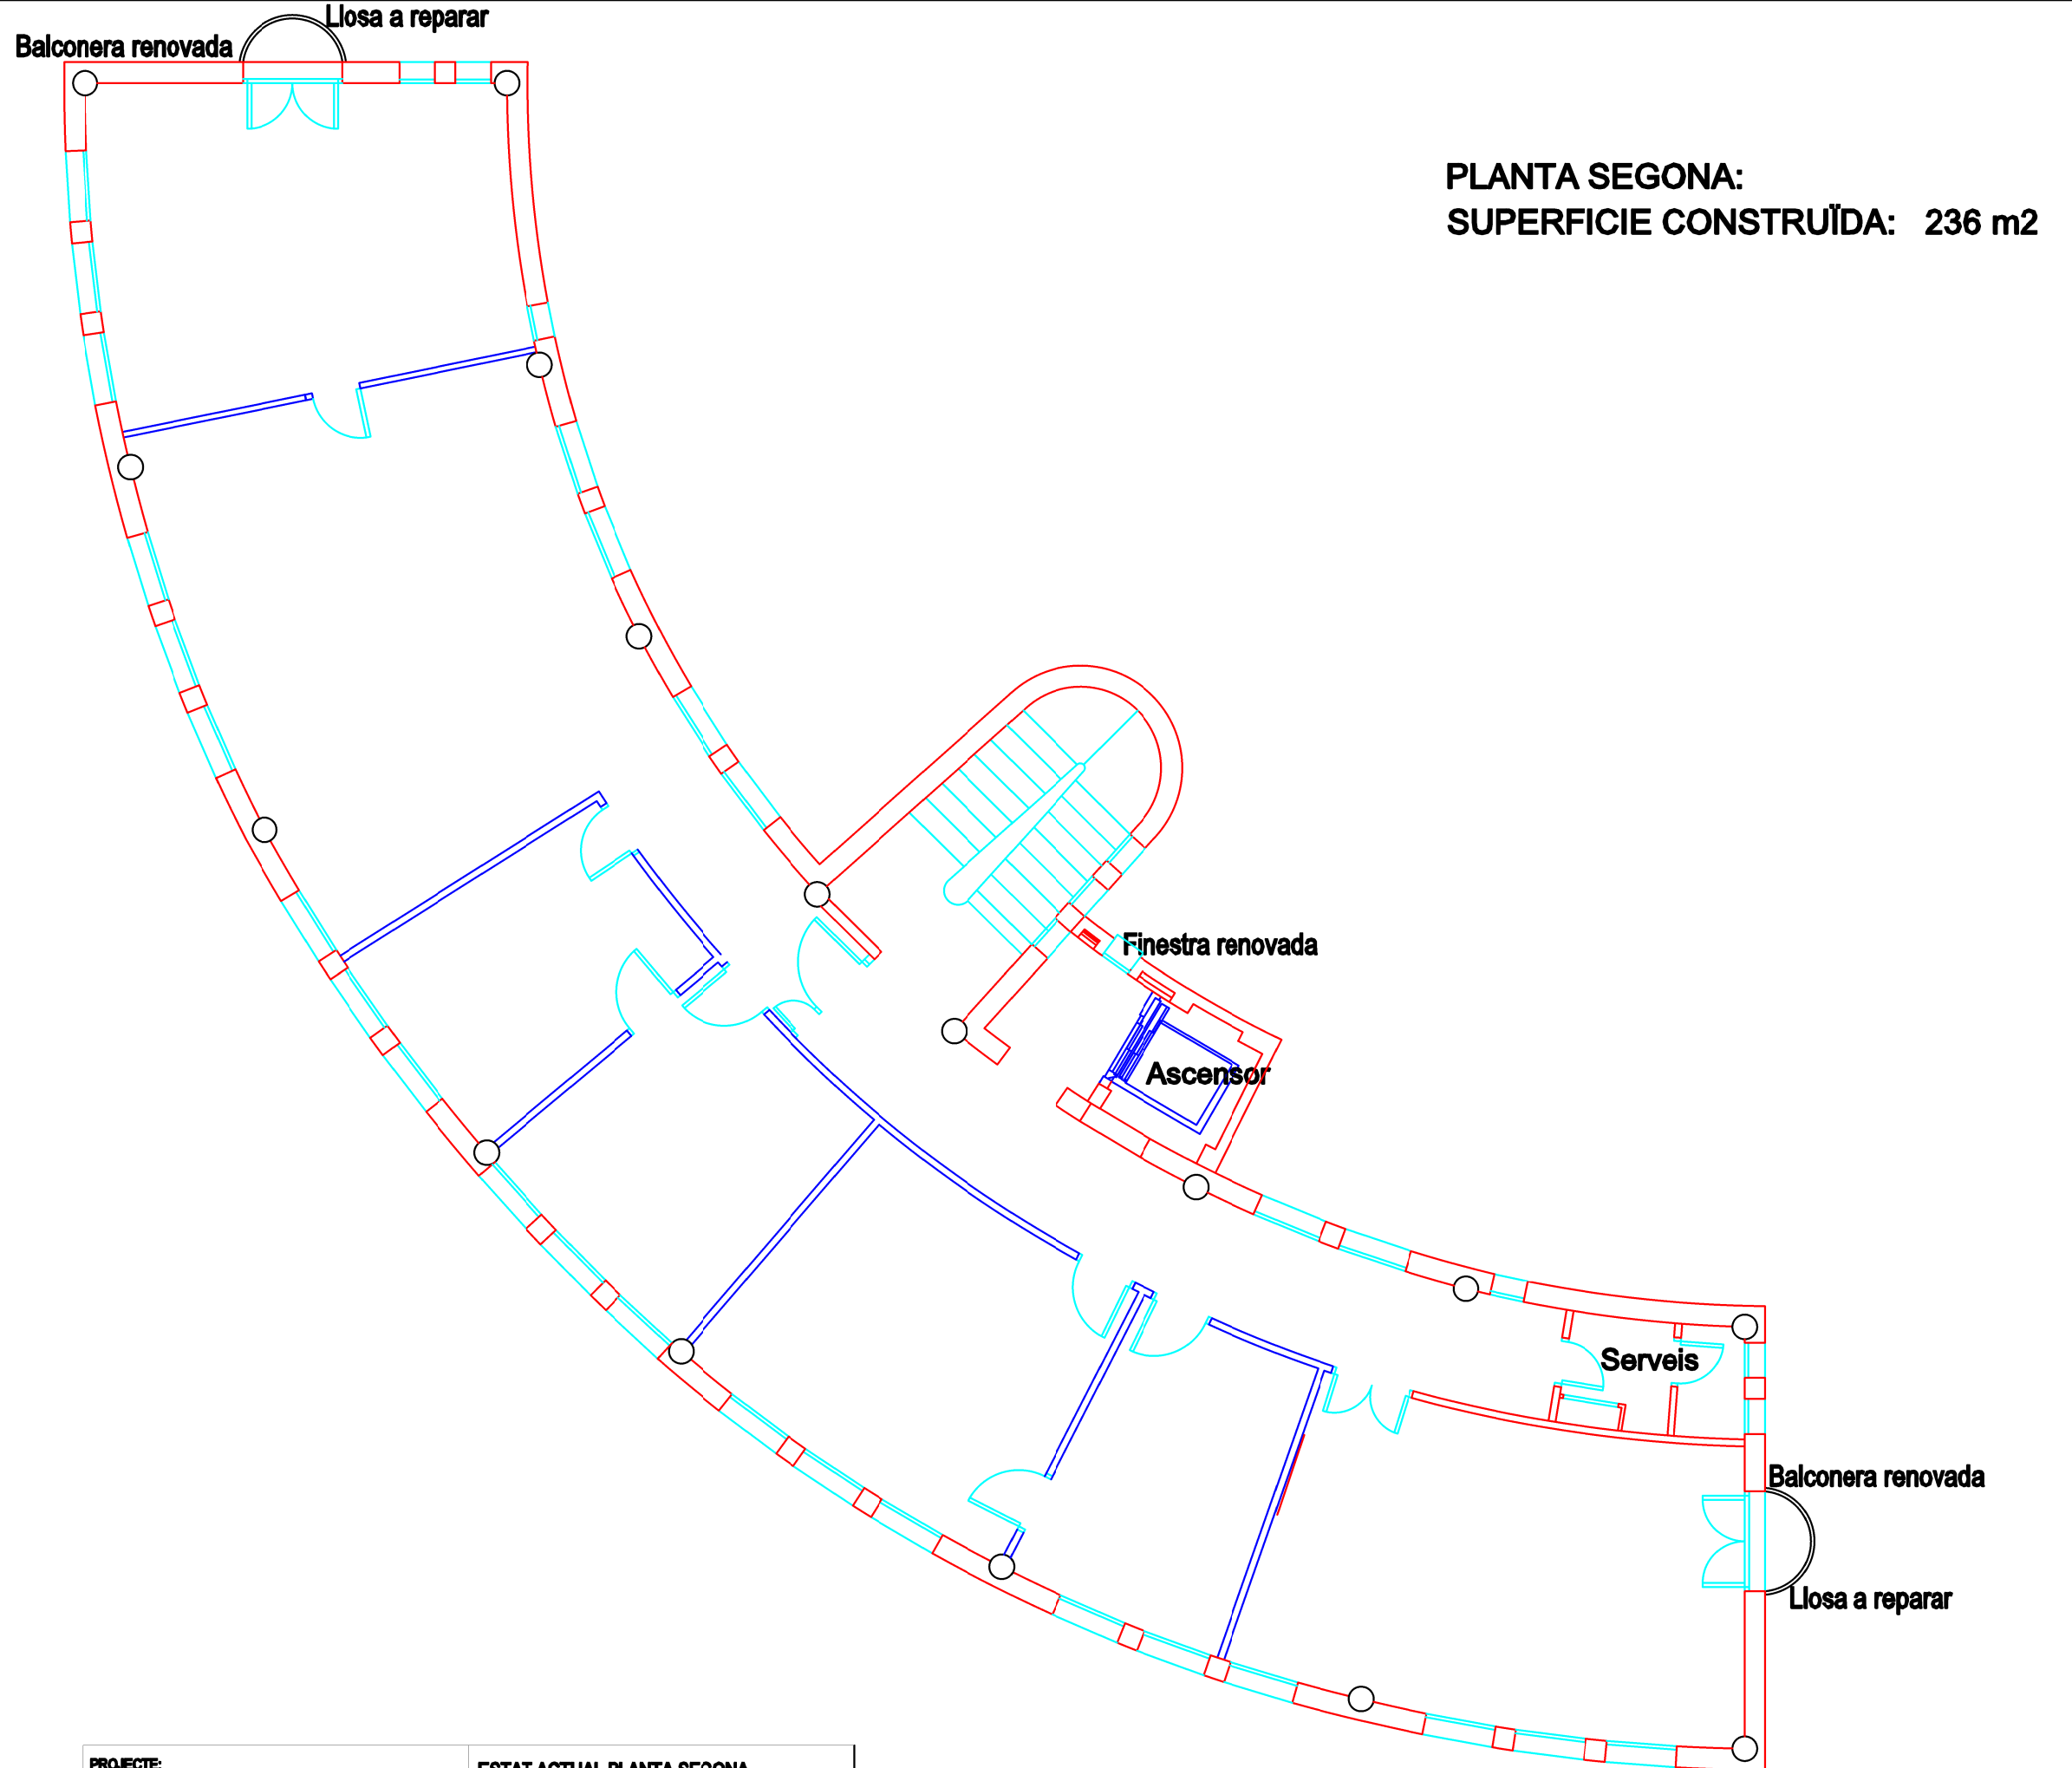 Llosa a reparar
Balconera renovada
PLANTA SEGONA:
SUPERFICIE CONSTRUÏDA: 236 m2
Finestra renovada
Ascensor
Serveis
Balconera renovada
Llosa a reparar
PROJECTE:
ESTAT ACTUAL PLANTA SEGONA